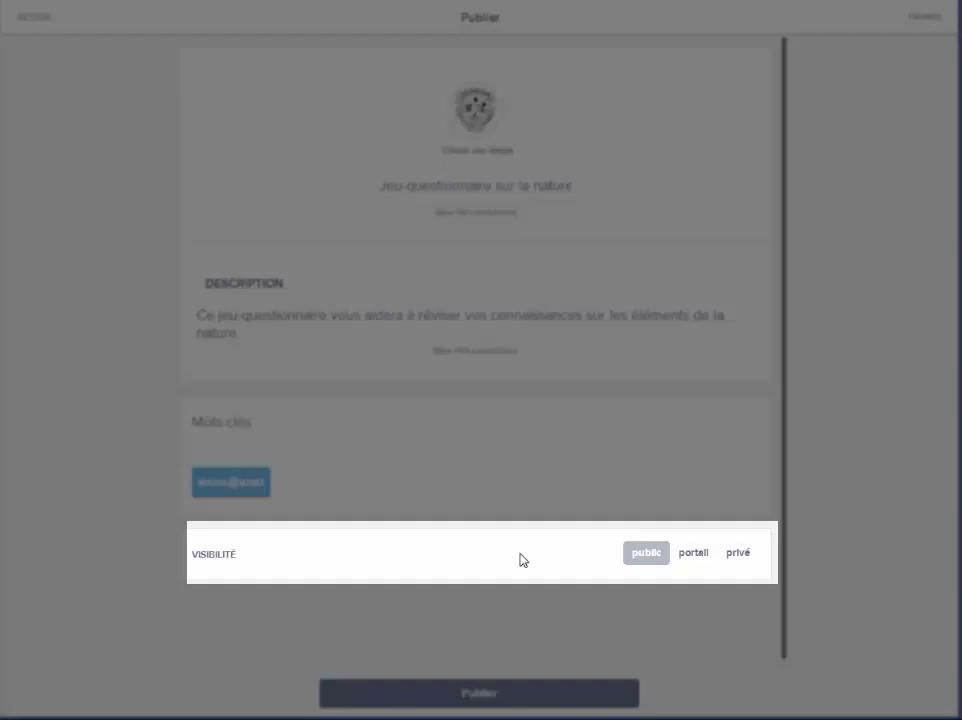 Publier
Jeu-questionnaire sur la nature
DESCRIPTION
Ce jeu-questionnaire vous aidera à réviser vos connaissances sur les éléments de la
nature.
Mots clés
VISIBILITÉ
public portail privé
Publier